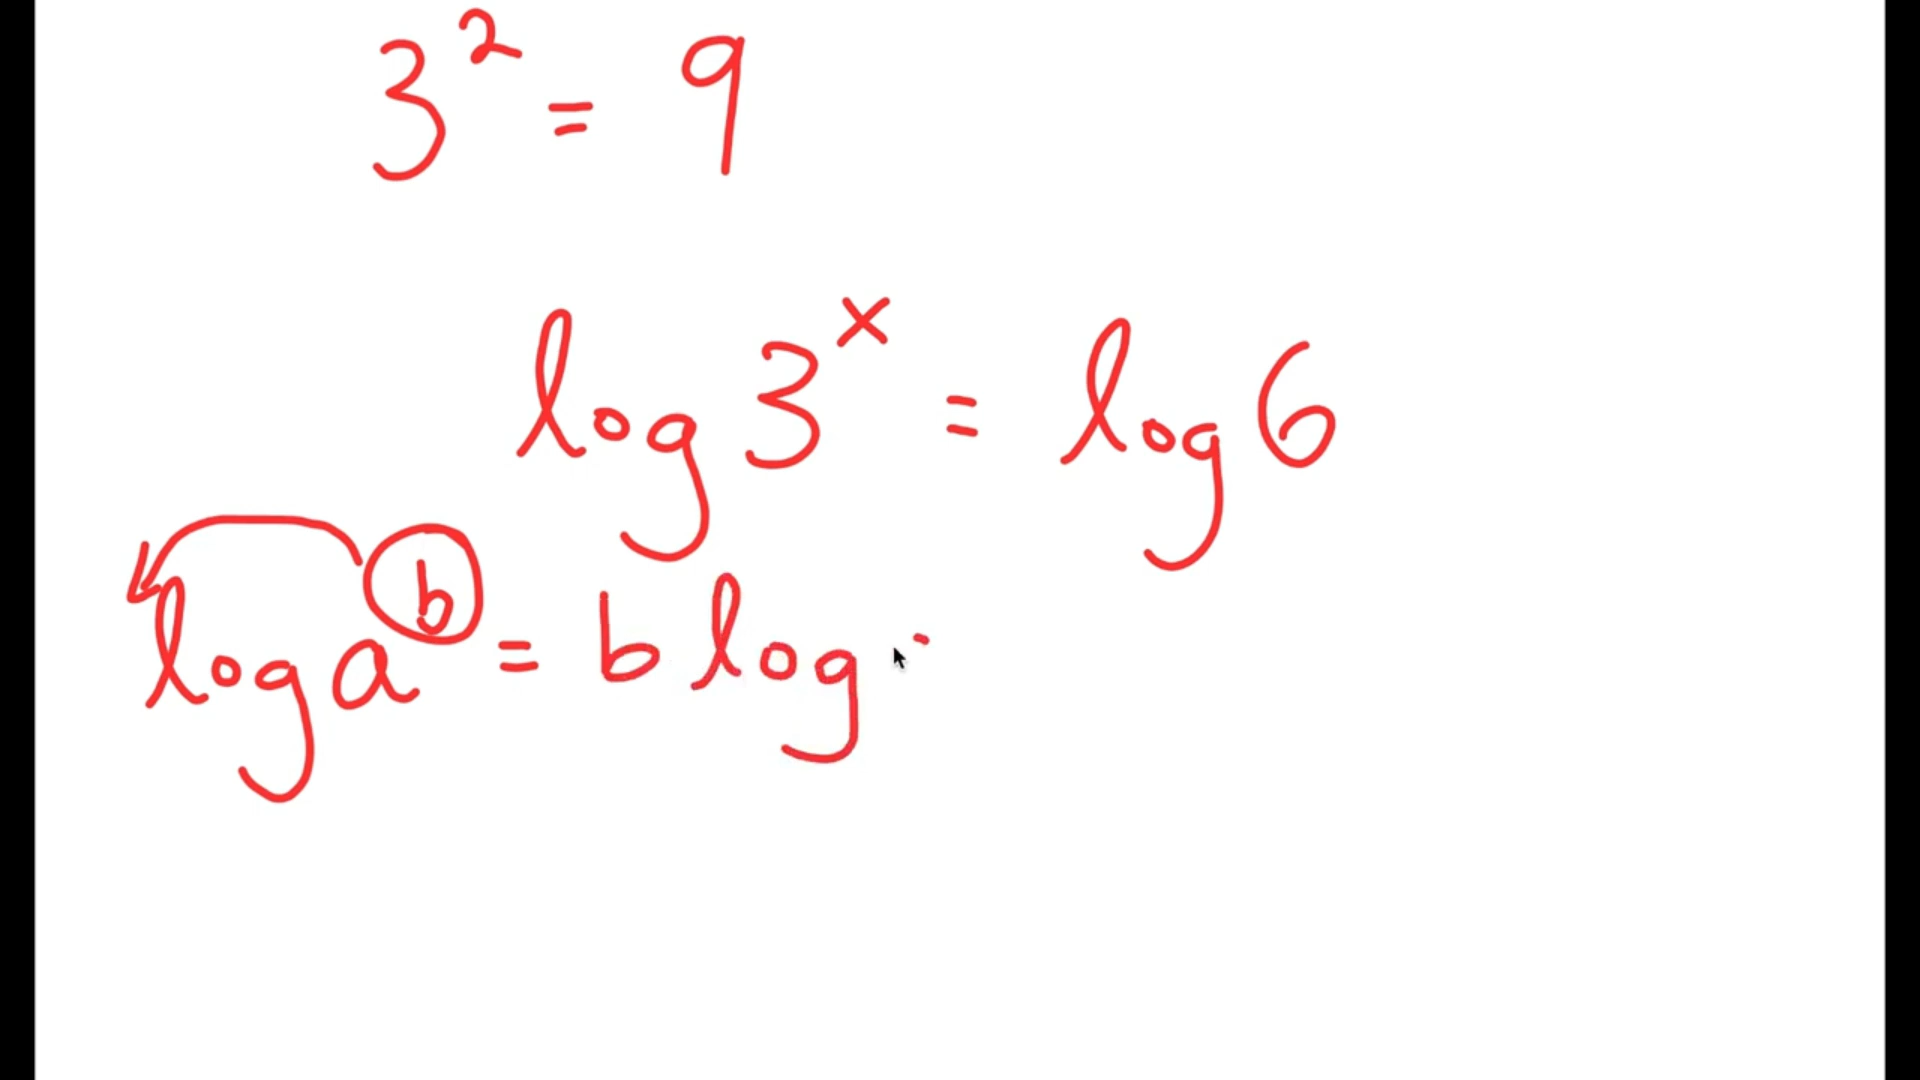 3² = 9
log 3ˣ = log 6
log aᵇ = b log